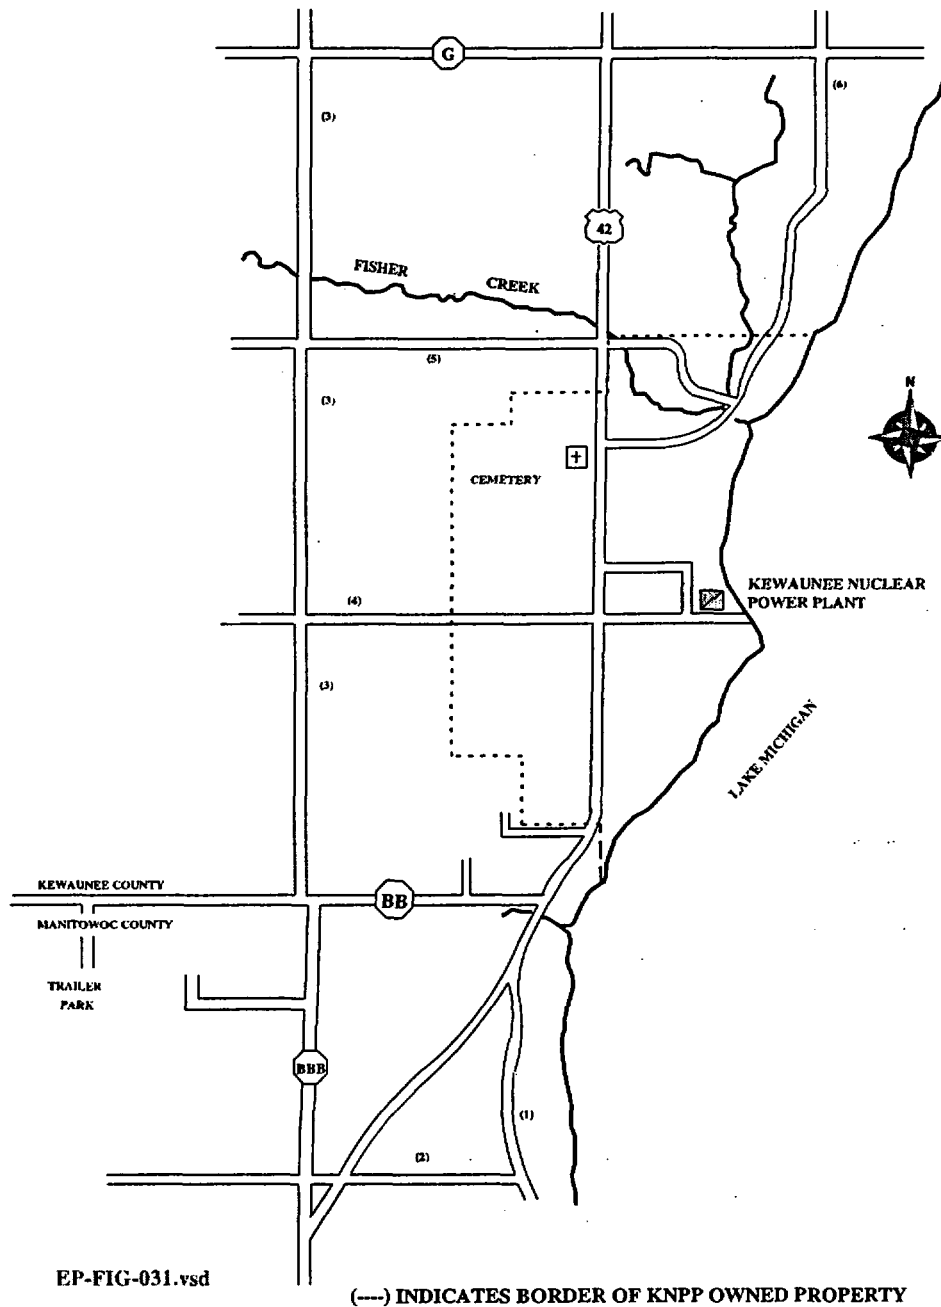 G
(6)
(3)
42
FISHER CREEK
(5)
(3)
N
CEMETERY
KEWAUNEE NUCLEAR
POWER PLANT
(4)
(3)
LAKE MICHIGAN
KEWAUNEE COUNTY
BB
MANITOWOC COUNTY
TRAILER
PARK
BBB
(1)
(2)
EP-FIG-031.vsd
(----) INDICATES BORDER OF KNPP OWNED PROPERTY